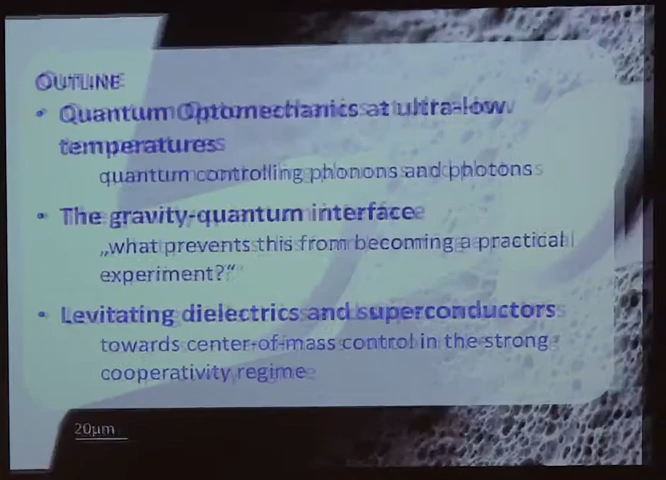 OUTLINE
• Quantum Optomechanics at ultra-low
temperatures
quantum controlling phonons and photons
• The gravity-quantum interface
„what prevents this from becoming a practical
experiment?“
• Levitating dielectrics and superconductors
towards center-of-mass control in the strong
cooperativity regime
20µm